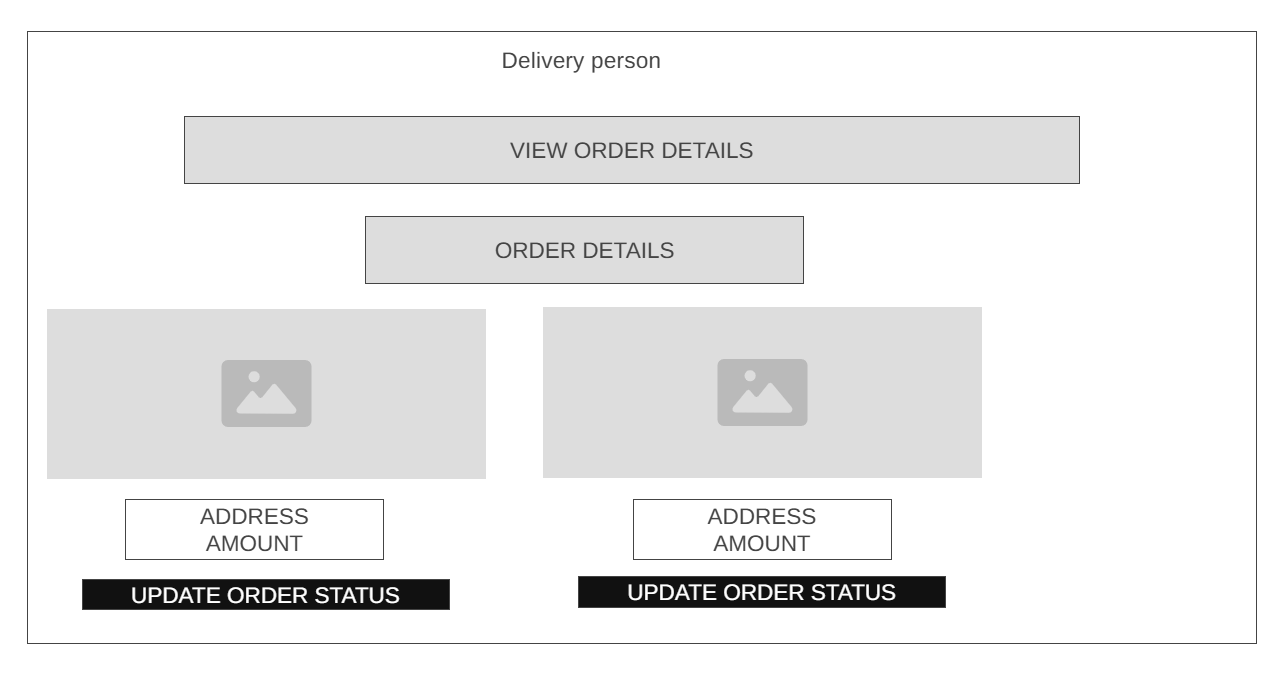 Delivery person
VIEW ORDER DETAILS
ORDER DETAILS
ADDRESS
AMOUNT
UPDATE ORDER STATUS
ADDRESS
AMOUNT
UPDATE ORDER STATUS